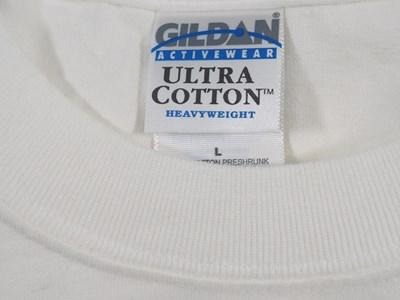 GILDAN®
ACTIVEWEAR
ULTRA
COTTON™
HEAVYWEIGHT
L
PRESHRUNK